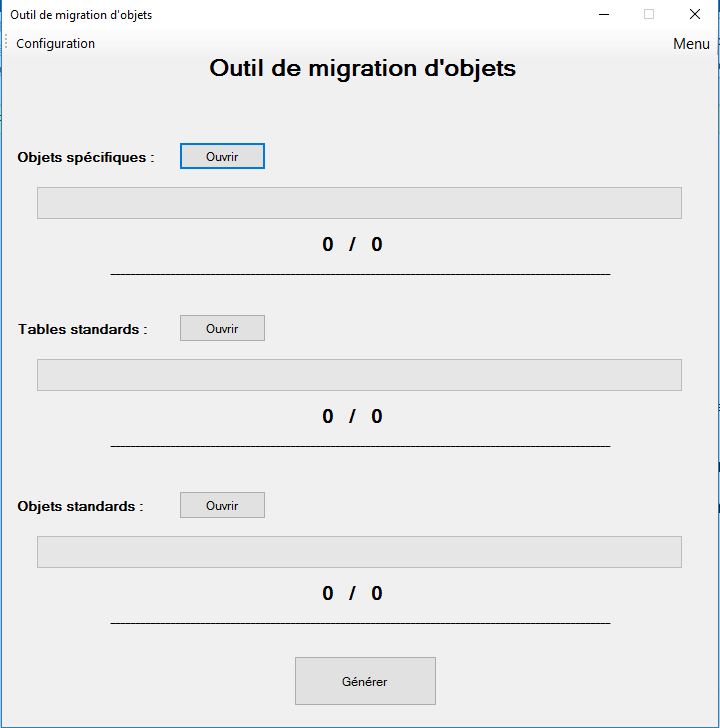 Outil de migration d'objets
Configuration Menu
Outil de migration d'objets
Objets spécifiques : Ouvrir
0 / 0
Tables standards : Ouvrir
0 / 0
Objets standards : Ouvrir
0 / 0
Générer